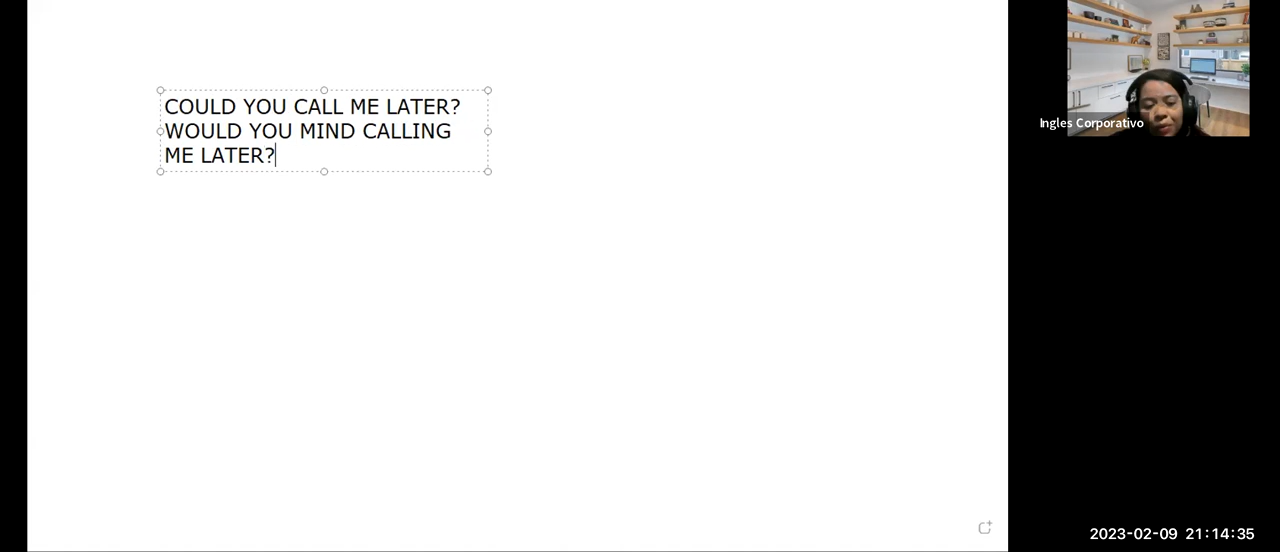 COULD YOU CALL ME LATER?
WOULD YOU MIND CALLING
ME LATER?
Ingles Corporativo
2023-02-09 21:14:35